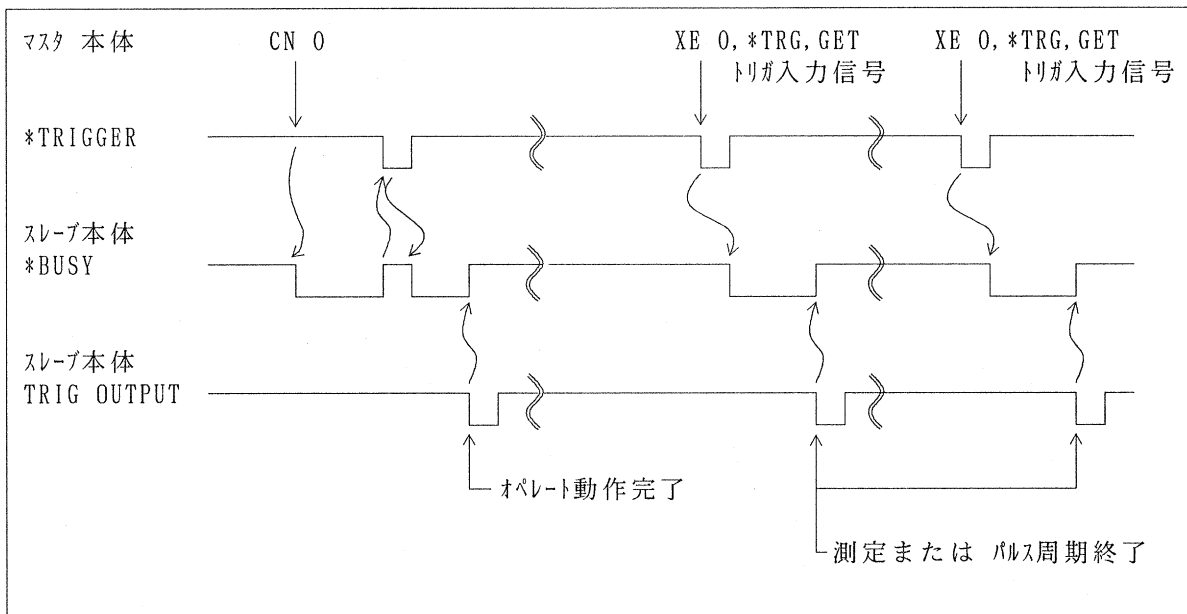 ﾏｽﾀ 本体 CN 0 XE 0,*TRG,GET XE 0,*TRG,GET
ﾄﾘｶﾞ入力信号 ﾄﾘｶﾞ入力信号
*TRIGGER
ｽﾚｰﾌﾞ本体
*BUSY
ｽﾚｰﾌﾞ本体
TRIG OUTPUT
ｵﾍﾟﾚｰﾄ動作完了
測定または ﾊﾟﾙｽ周期終了